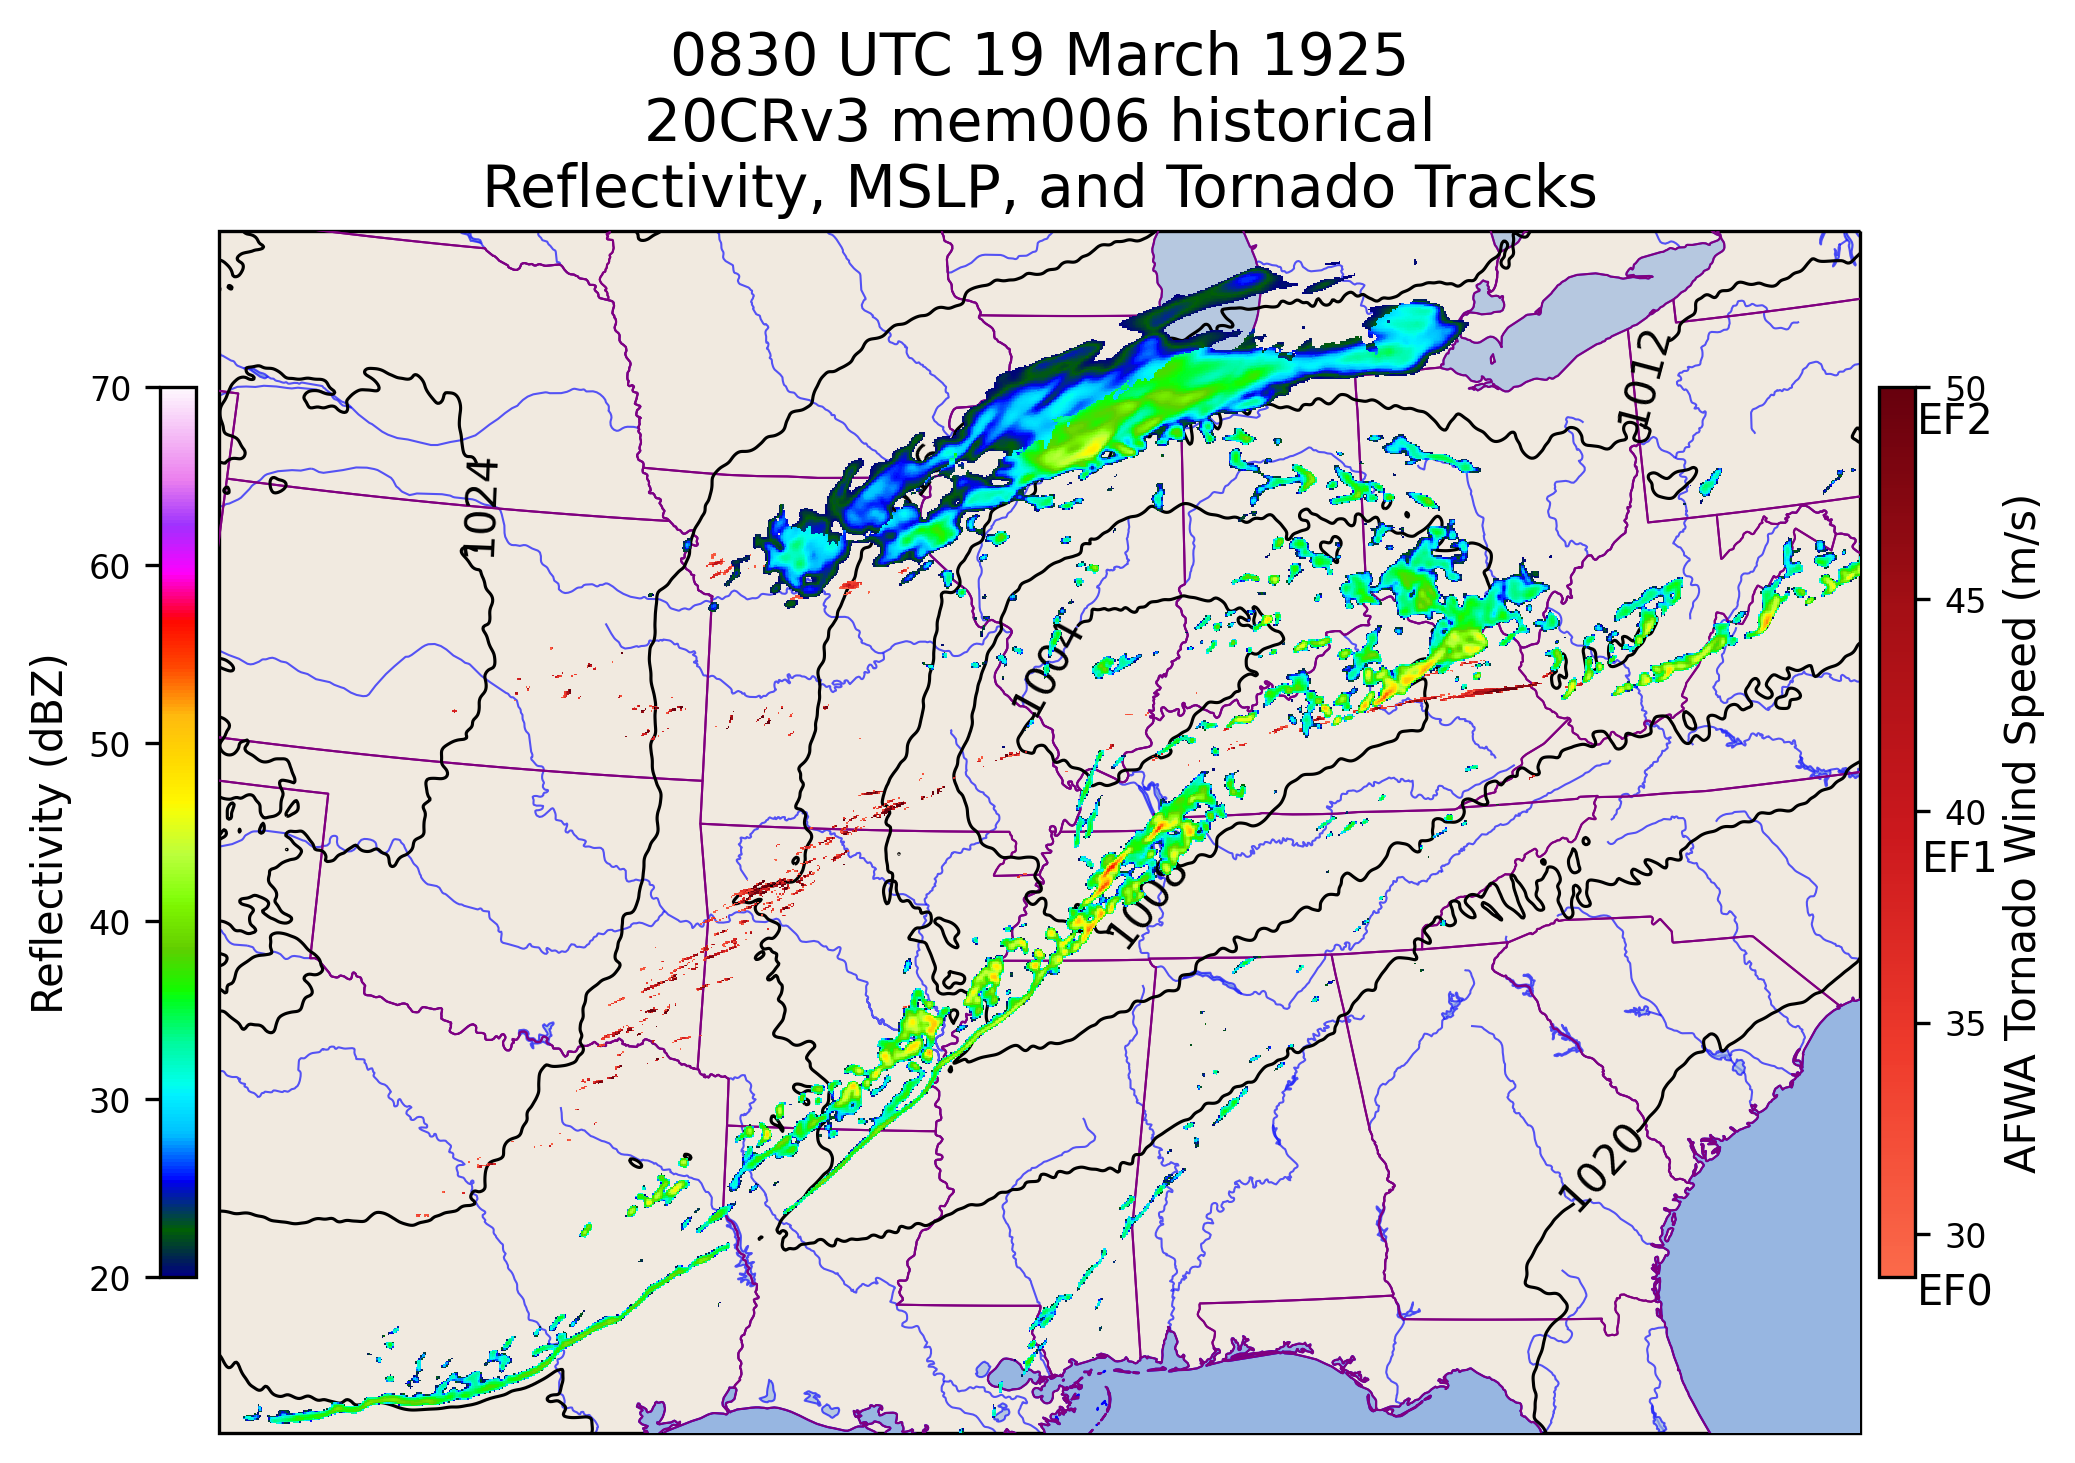 0830 UTC 19 March 1925
20CRv3 mem006 historical
Reflectivity, MSLP, and Tornado Tracks
Reflectivity (dBZ)
70
60
50
40
30
20
1024
1012
1004
1008
1020
50
EF2
45
40
EF1
35
30
EF0
AFWA Tornado Wind Speed (m/s)